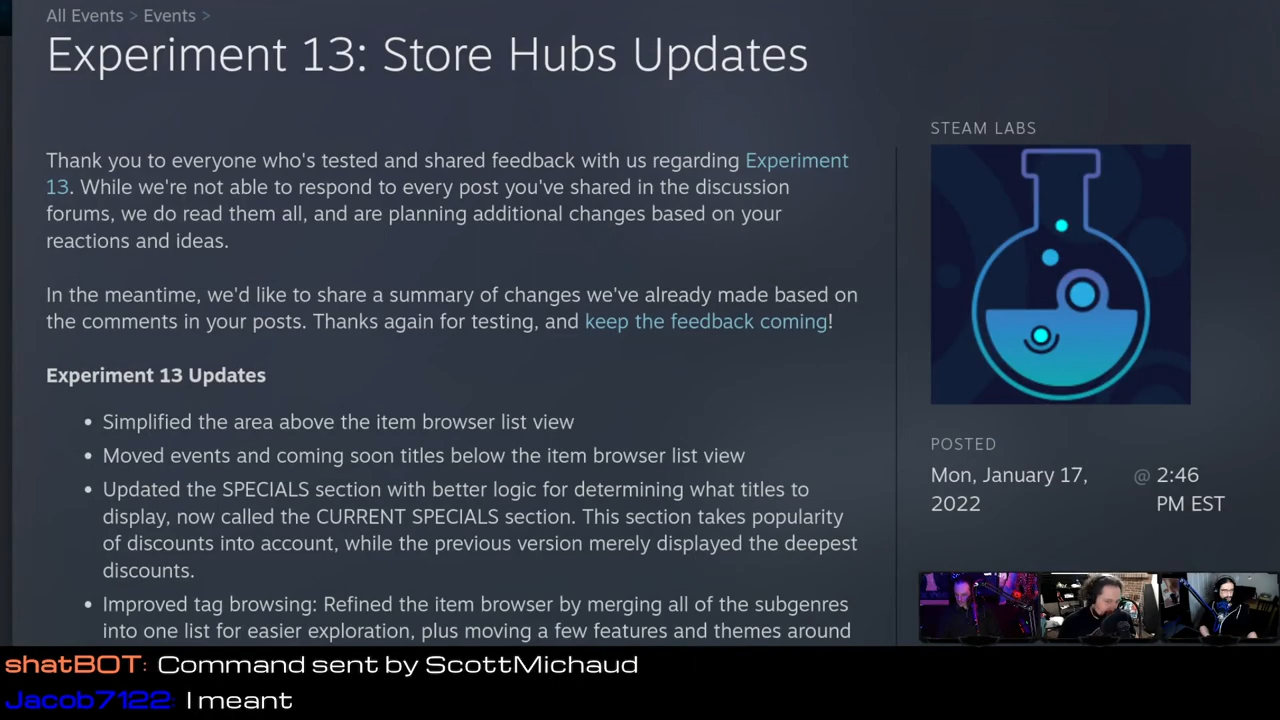 All Events > Events >
Experiment 13: Store Hubs Updates
Thank you to everyone who's tested and shared feedback with us regarding Experiment
13. While we're not able to respond to every post you've shared in the discussion
forums, we do read them all, and are planning additional changes based on your
reactions and ideas.
In the meantime, we'd like to share a summary of changes we've already made based on
the comments in your posts. Thanks again for testing, and keep the feedback coming!
Experiment 13 Updates
• Simplified the area above the item browser list view
• Moved events and coming soon titles below the item browser list view
• Updated the SPECIALS section with better logic for determining what titles to
display, now called the CURRENT SPECIALS section. This section takes popularity
of discounts into account, while the previous version merely displayed the deepest
discounts.
• Improved tag browsing: Refined the item browser by merging all of the subgenres
into one list for easier exploration, plus moving a few features and themes around
STEAM LABS
POSTED
Mon, January 17, @ 2:46
2022 PM EST
shatBOT: Command sent by ScottMichaud
Jacob7122: I meant